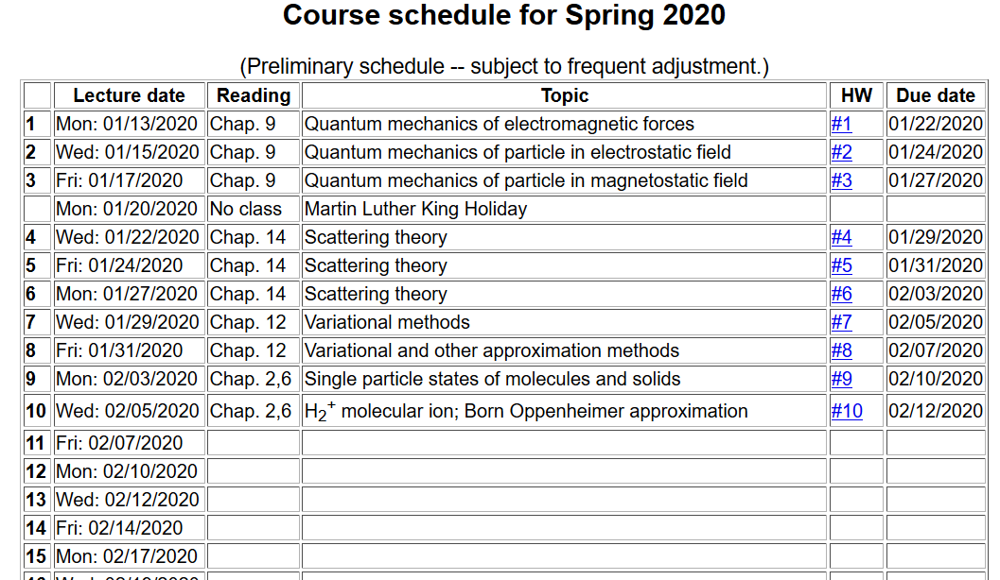 Course schedule for Spring 2020
(Preliminary schedule -- subject to frequent adjustment.)
Lecture date Reading Topic HW Due date
1 Mon: 01/13/2020 Chap. 9 Quantum mechanics of electromagnetic forces #1 01/22/2020
2 Wed: 01/15/2020 Chap. 9 Quantum mechanics of particle in electrostatic field #2 01/24/2020
3 Fri: 01/17/2020 Chap. 9 Quantum mechanics of particle in magnetostatic field #3 01/27/2020
Mon: 01/20/2020 No class Martin Luther King Holiday
4 Wed: 01/22/2020 Chap. 14 Scattering theory #4 01/29/2020
5 Fri: 01/24/2020 Chap. 14 Scattering theory #5 01/31/2020
6 Mon: 01/27/2020 Chap. 14 Scattering theory #6 02/03/2020
7 Wed: 01/29/2020 Chap. 12 Variational methods #7 02/05/2020
8 Fri: 01/31/2020 Chap. 12 Variational and other approximation methods #8 02/07/2020
9 Mon: 02/03/2020 Chap. 2,6 Single particle states of molecules and solids #9 02/10/2020
10 Wed: 02/05/2020 Chap. 2,6 H₂⁺ molecular ion; Born Oppenheimer approximation #10 02/12/2020
11 Fri: 02/07/2020
12 Mon: 02/10/2020
13 Wed: 02/12/2020
14 Fri: 02/14/2020
15 Mon: 02/17/2020